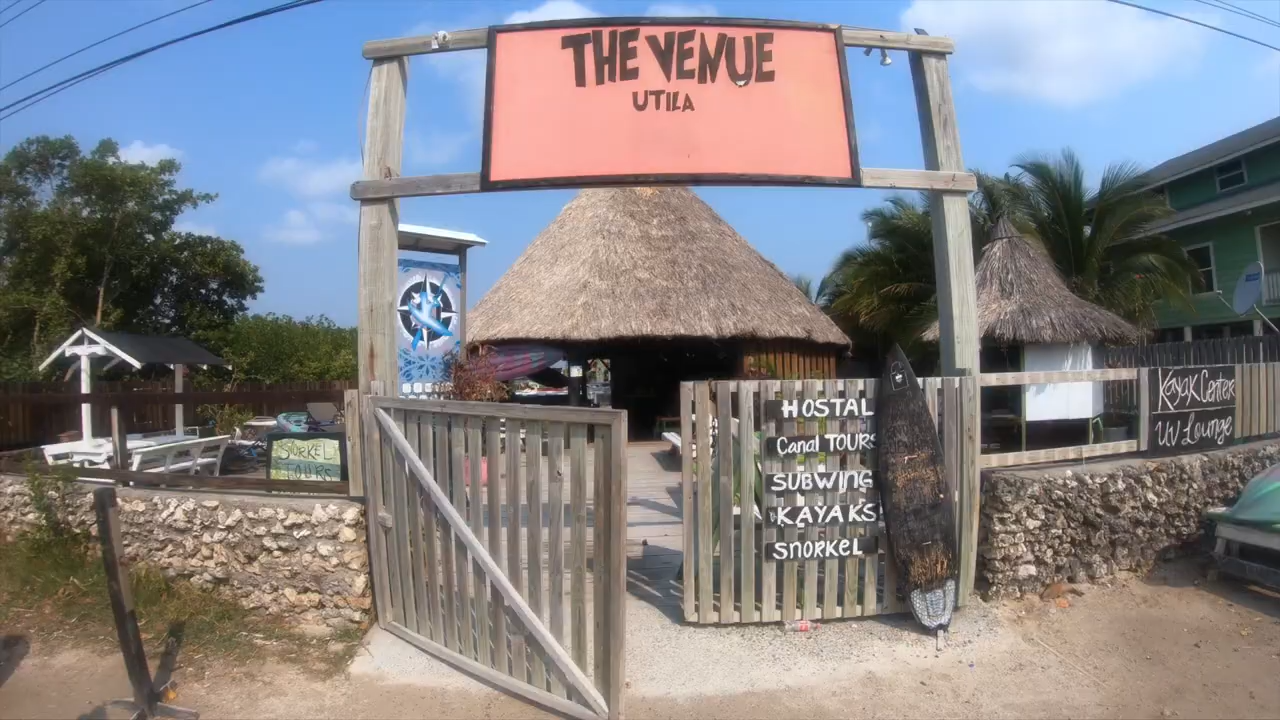 THE VENUE
UTILA
SNORKEL
TOURS
HOSTAL
Canal TOURS
SUBWING
KAYAKS
SNORKEL
KAYAK CENTER
UV Lounge